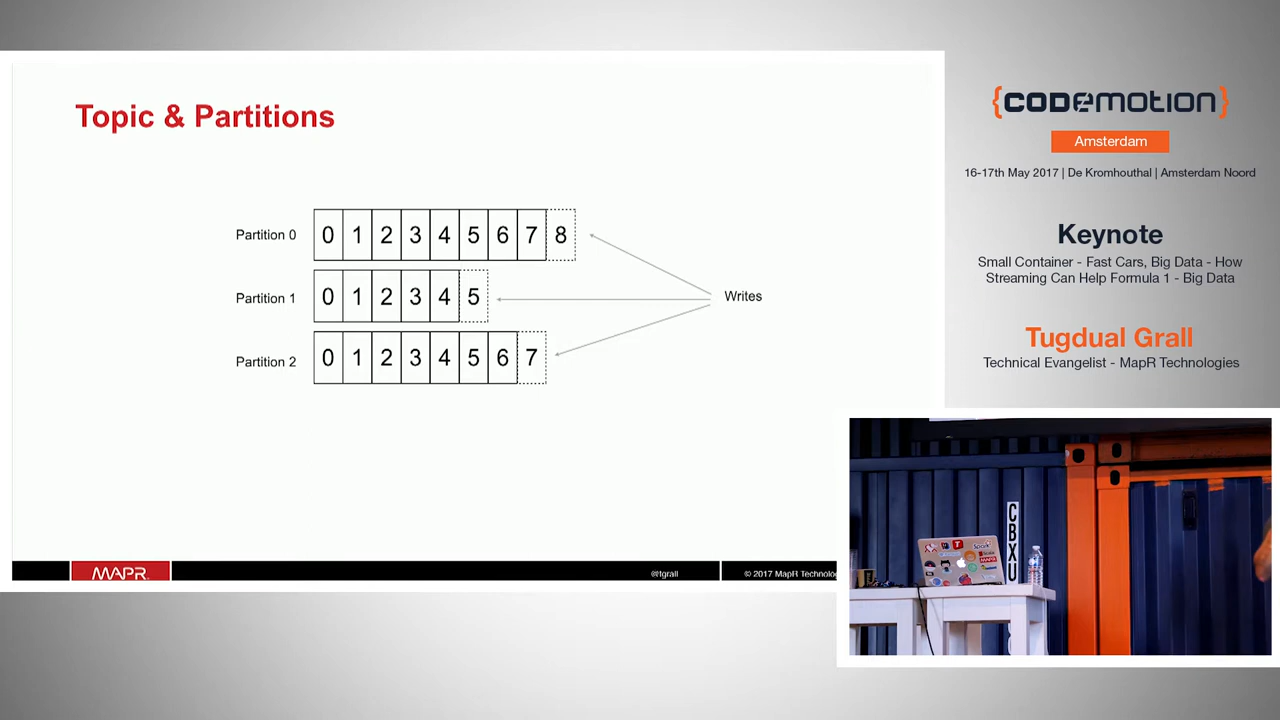 Topic & Partitions
Partition 0
0 1 2 3 4 5 6 7 8
Partition 1
0 1 2 3 4 5
Writes
Partition 2
0 1 2 3 4 5 6 7
MAPR
@tgrall
© 2017 MapR Technolo
{CODEMOTION}
Amsterdam
16-17th May 2017 | De Kromhouthal | Amsterdam Noord
Keynote
Small Container - Fast Cars, Big Data - How
Streaming Can Help Formula 1 - Big Data
Tugdual Grall
Technical Evangelist - MapR Technologies
CBXU